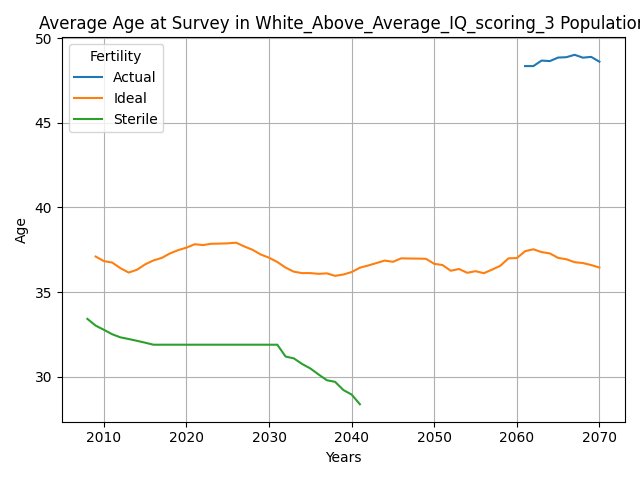 Average Age at Survey in White_Above_Average_IQ_scoring_3 Population
Fertility
Actual
Ideal
Sterile
50
45
40
35
30
Age
2010 2020 2030 2040 2050 2060 2070
Years